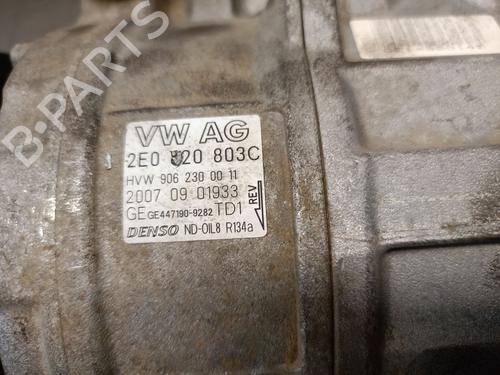 VW AG
2E0 820 803C
HVW 906 230 00 11
2007 09 01933
GE GE447190-9282 TD1
REV
DENSO ND-OIL8 R134a
B-PARTS